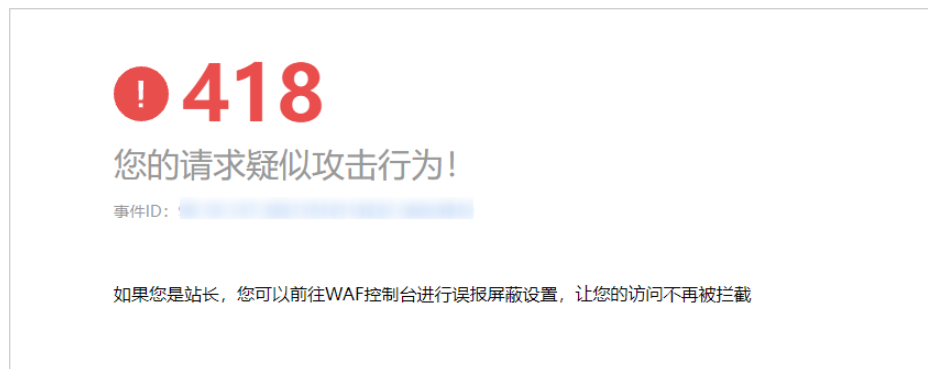 418
您的请求疑似攻击行为！
事件ID：
如果您是站长，您可以前往WAF控制台进行误报屏蔽设置，让您的访问不再被拦截